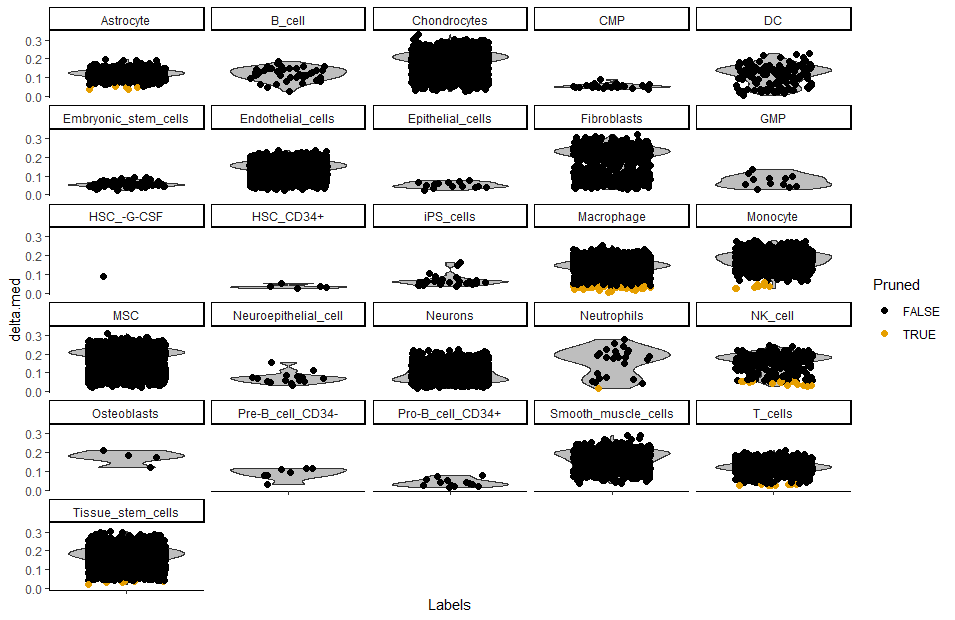 Astrocyte B_cell Chondrocytes CMP DC
0.3
0.2
0.1
0.0
Embryonic_stem_cells Endothelial_cells Epithelial_cells Fibroblasts GMP
0.3
0.2
0.1
0.0
HSC_-G-CSF HSC_CD34+ iPS_cells Macrophage Monocyte
0.3
0.2
0.1
0.0
delta.med
Pruned
FALSE
TRUE
MSC Neuroepithelial_cell Neurons Neutrophils NK_cell
0.3
0.2
0.1
0.0
Osteoblasts Pre-B_cell_CD34- Pro-B_cell_CD34+ Smooth_muscle_cells T_cells
0.3
0.2
0.1
0.0
Tissue_stem_cells
0.3
0.2
0.1
0.0
Labels